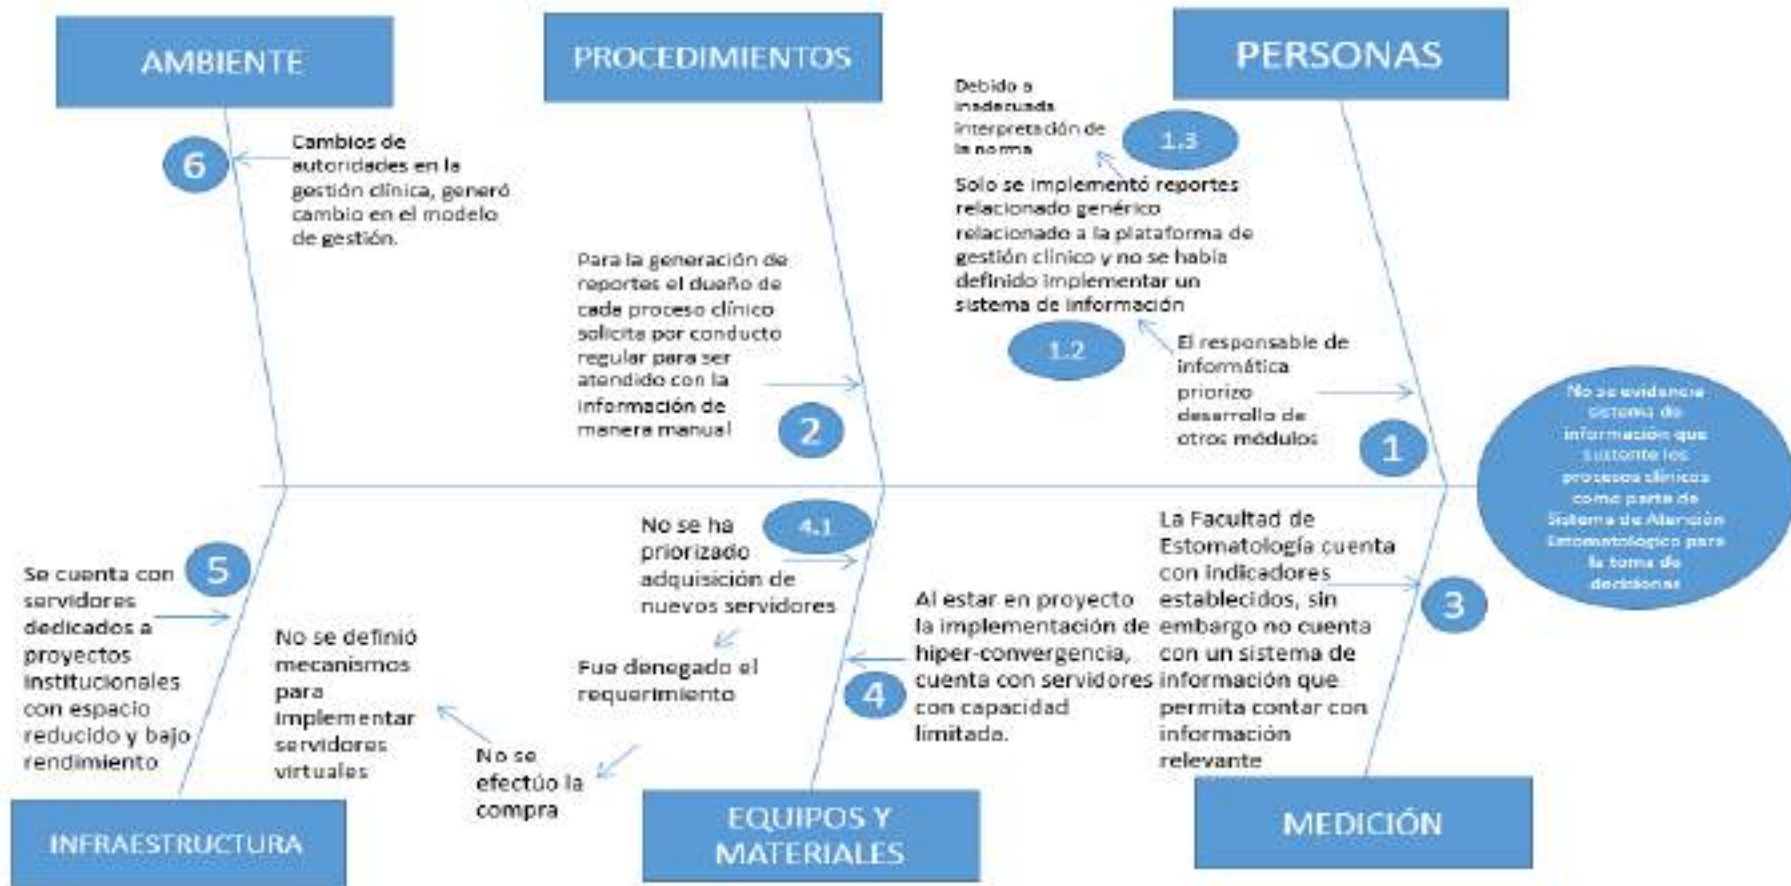 AMBIENTE
PROCEDIMIENTOS
PERSONAS
6
Cambios de
autoridades en la
gestión clínica, generó
cambio en el modelo
de gestión.
Para la generación de
reportes el dueño de
cada proceso clínico
solicita por conducto
regular para ser
atendido con la
información de
manera manual
2
Debido a
inadecuada
interpretación de
la norma
1.3
Solo se implementó reportes
relacionado genérico
relacionado a la plataforma de
gestión clínico y no se había
definido implementar un
sistema de información
1.2
El responsable de
informática
priorizo
desarrollo de
otros módulos
1
No se evidencia
sistema de
información que
sustente los
procesos clínicos
como parte de
Sistema de Atención
Estomatológico para
la toma de
decisiones
5
Se cuenta con
servidores
dedicados a
proyectos
institucionales
con espacio
reducido y bajo
rendimiento
No se definió
mecanismos
para
implementar
servidores
virtuales
No se
efectúo la
compra
Fue denegado el
requerimiento
No se ha
priorizado
adquisición de
nuevos servidores
4.1
4
Al estar en proyecto
la implementación de
hiper-convergencia,
cuenta con servidores
con capacidad
limitada.
La Facultad de
Estomatología cuenta
con indicadores
establecidos, sin
embargo no cuenta
con un sistema de
información que
permita contar con
información
relevante
3
INFRAESTRUCTURA
EQUIPOS Y
MATERIALES
MEDICIÓN